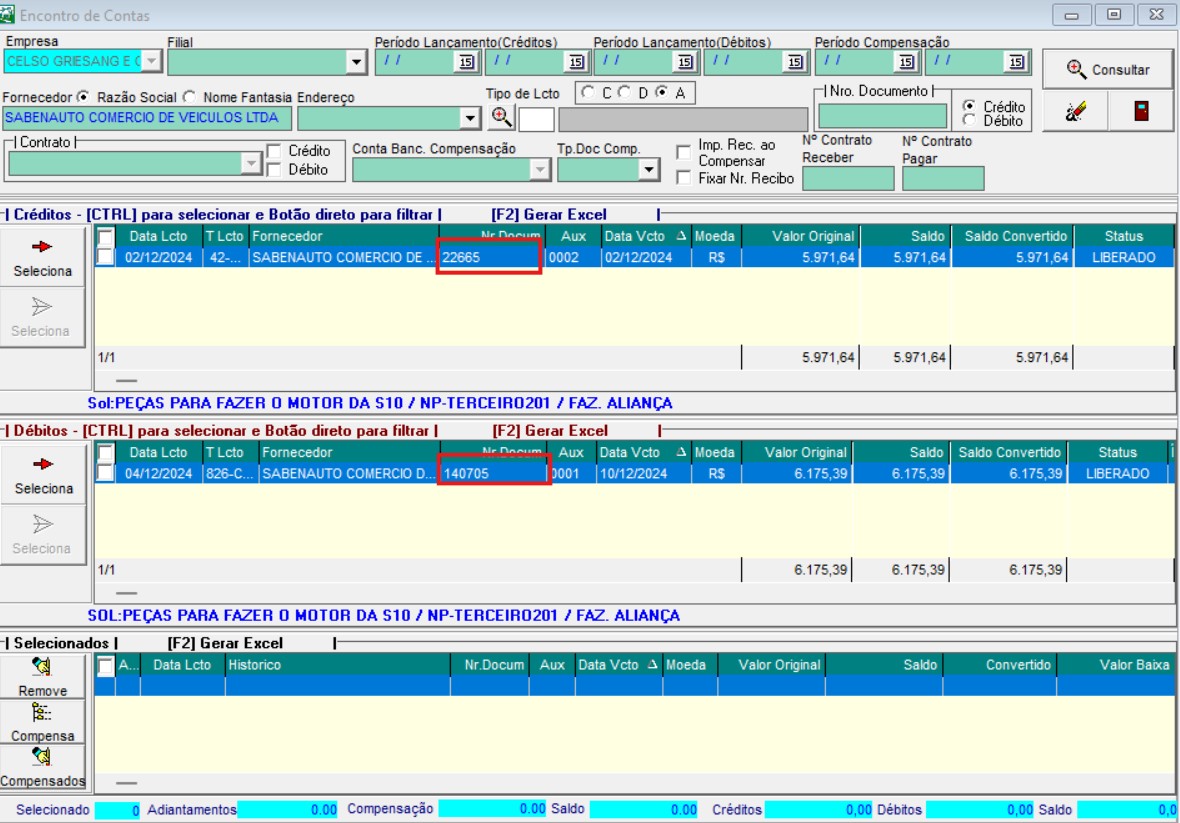 Encontro de Contas
Empresa Filial Período Lançamento(Créditos) Período Lançamento(Débitos) Período Compensação
CELSO GRIESANG E C / / 15 / / 15 / / 15 / / 15 / / 15 / / 15 Consultar
Fornecedor Razão Social Nome Fantasia Endereço Tipo de Lcto C D A Nro. Documento Crédito
SABENAUTO COMERCIO DE VEICULOS LTDA Débito
Contrato Crédito Conta Banc. Compensação Tp.Doc Comp. Imp. Rec. ao Nº Contrato Nº Contrato
Débito Compensar Receber Pagar
Fixar Nr. Recibo
| Créditos - [CTRL] para selecionar e Botão direto para filtrar | [F2] Gerar Excel |
Data Lcto T Lcto Fornecedor Nr.Docum Aux Data Vcto Δ Moeda Valor Original Saldo Saldo Convertido Status
02/12/2024 42-... SABENAUTO COMERCIO DE ... 22665 0002 02/12/2024 R$ 5.971,64 5.971,64 5.971,64 LIBERADO
Seleciona
Seleciona
1/1 5.971,64 5.971,64 5.971,64
Sol:PEÇAS PARA FAZER O MOTOR DA S10 / NP-TERCEIRO201 / FAZ. ALIANÇA
| Débitos - [CTRL] para selecionar e Botão direto para filtrar | [F2] Gerar Excel |
Data Lcto T Lcto Fornecedor Nr.Docum Aux Data Vcto Δ Moeda Valor Original Saldo Saldo Convertido Status
04/12/2024 826-C... SABENAUTO COMERCIO D... 140705 0001 10/12/2024 R$ 6.175,39 6.175,39 6.175,39 LIBERADO
Seleciona
Seleciona
1/1 6.175,39 6.175,39 6.175,39
SOL:PEÇAS PARA FAZER O MOTOR DA S10 / NP-TERCEIRO201 / FAZ. ALIANÇA
| Selecionados | [F2] Gerar Excel |
A... Data Lcto Historico Nr.Docum Aux Data Vcto Δ Moeda Valor Original Saldo Convertido Valor Baixa
Remove
Compensa
Compensados
Selecionado 0 Adiantamentos 0.00 Compensação 0.00 Saldo 0.00 Créditos 0,00 Débitos 0,00 Saldo 0,0